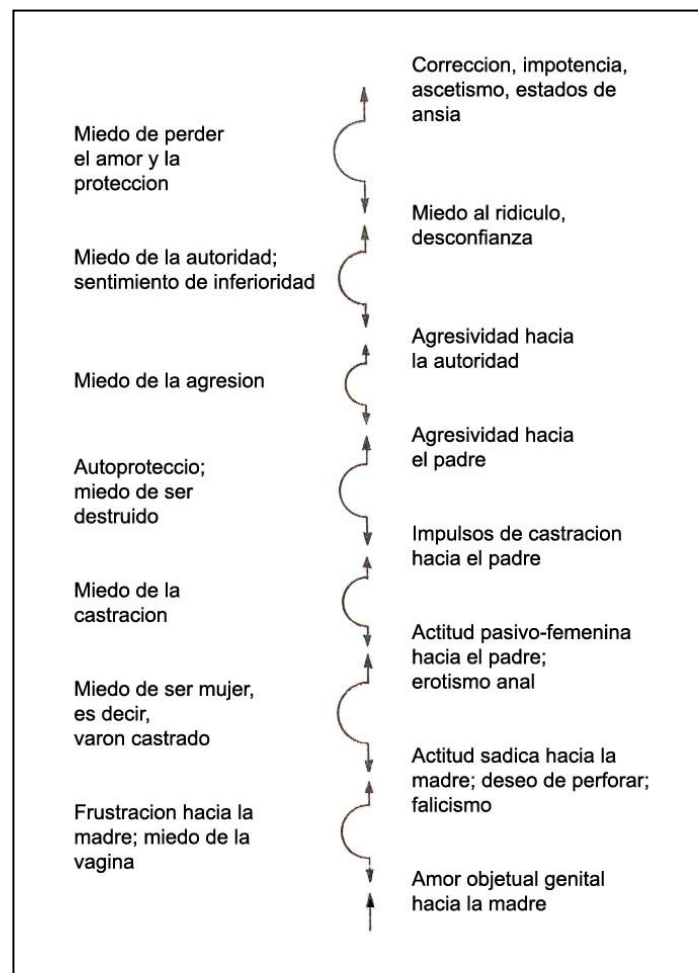 Correccion, impotencia,
ascetismo, estados de
ansia
Miedo de perder
el amor y la
proteccion
Miedo al ridiculo,
desconfianza
Miedo de la autoridad;
sentimiento de inferioridad
Agresividad hacia
la autoridad
Miedo de la agresion
Agresividad hacia
el padre
Autoproteccio;
miedo de ser
destruido
Impulsos de castracion
hacia el padre
Miedo de la
castracion
Actitud pasivo-femenina
hacia el padre;
erotismo anal
Miedo de ser mujer,
es decir,
varon castrado
Actitud sadica hacia la
madre; deseo de perforar;
falicismo
Frustracion hacia la
madre; miedo de la
vagina
Amor objetual genital
hacia la madre